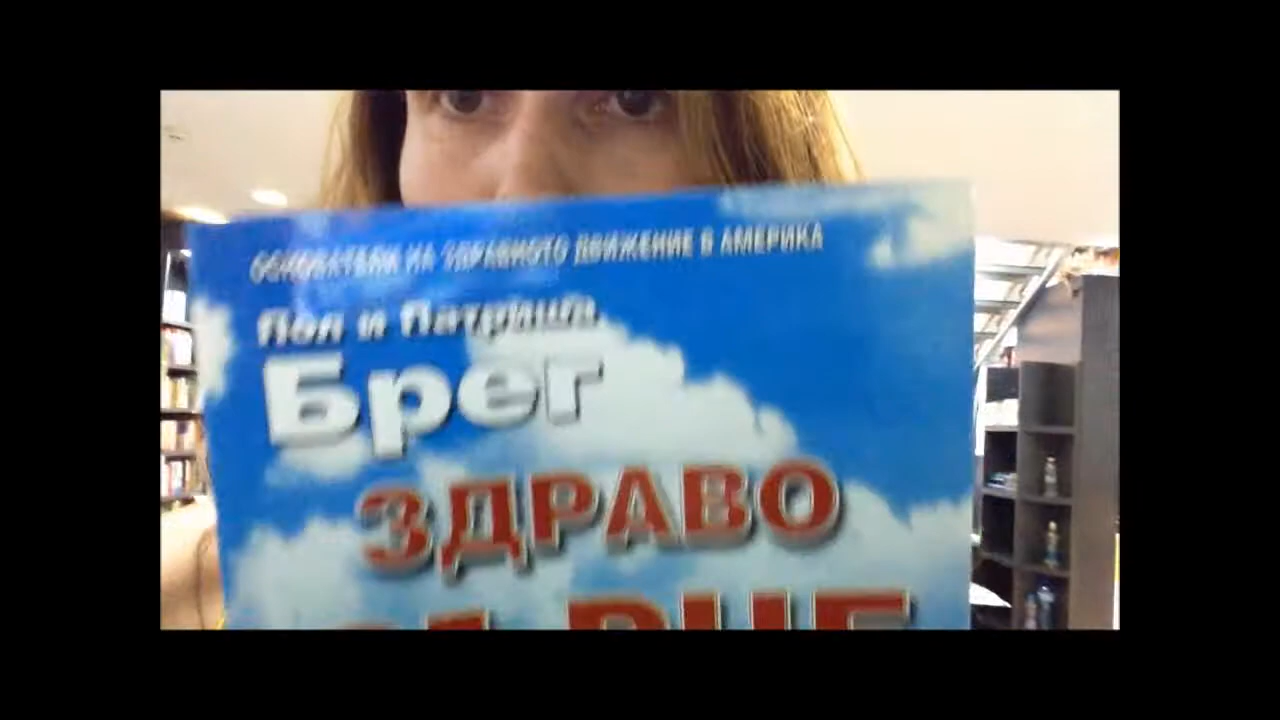 ОСНОВАТЕЛИ НА ЗДРАВНОТО ДВИЖЕНИЕ В АМЕРИКА
Пол и Патриша
Брег
ЗДРАВО